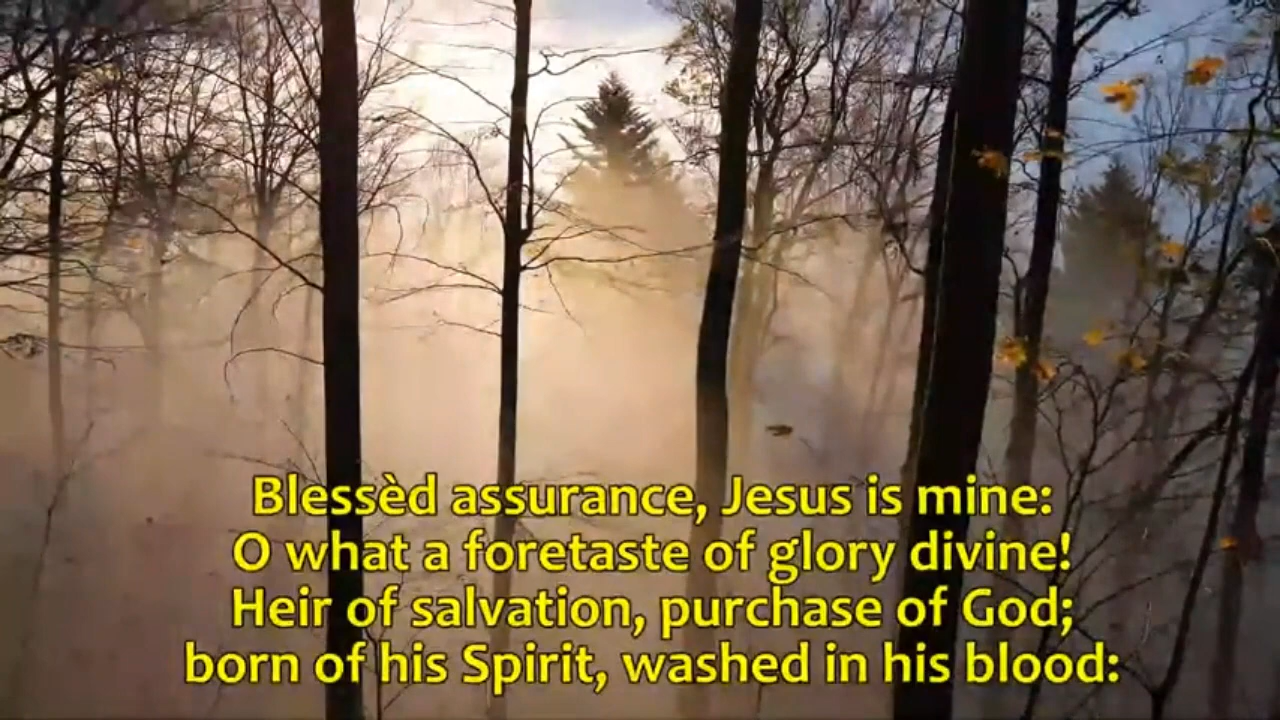 Blessèd assurance, Jesus is mine:
O what a foretaste of glory divine!
Heir of salvation, purchase of God;
born of his Spirit, washed in his blood: